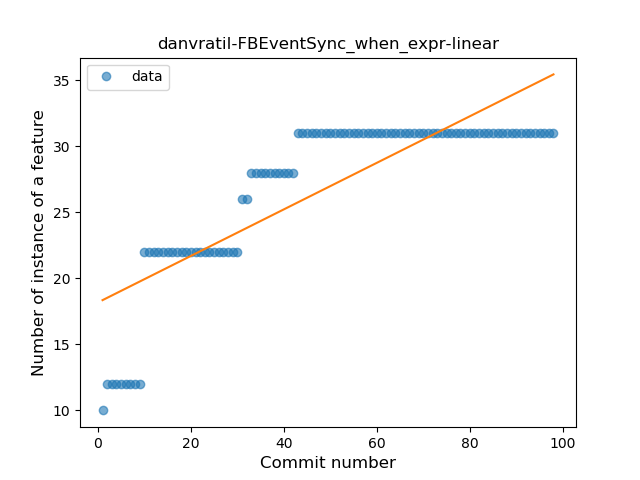 danvratil-FBEventSync_when_expr-linear
data
Number of instance of a feature
35
30
25
20
15
10
0 20 40 60 80 100
Commit number